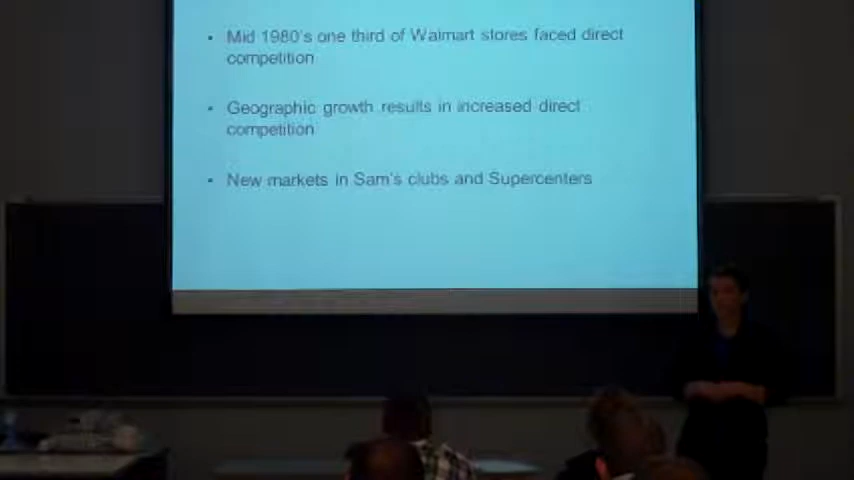 • Mid 1980's one third of Walmart stores faced direct
competition
• Geographic growth results in increased direct
competition
• New markets in Sam's clubs and Supercenters